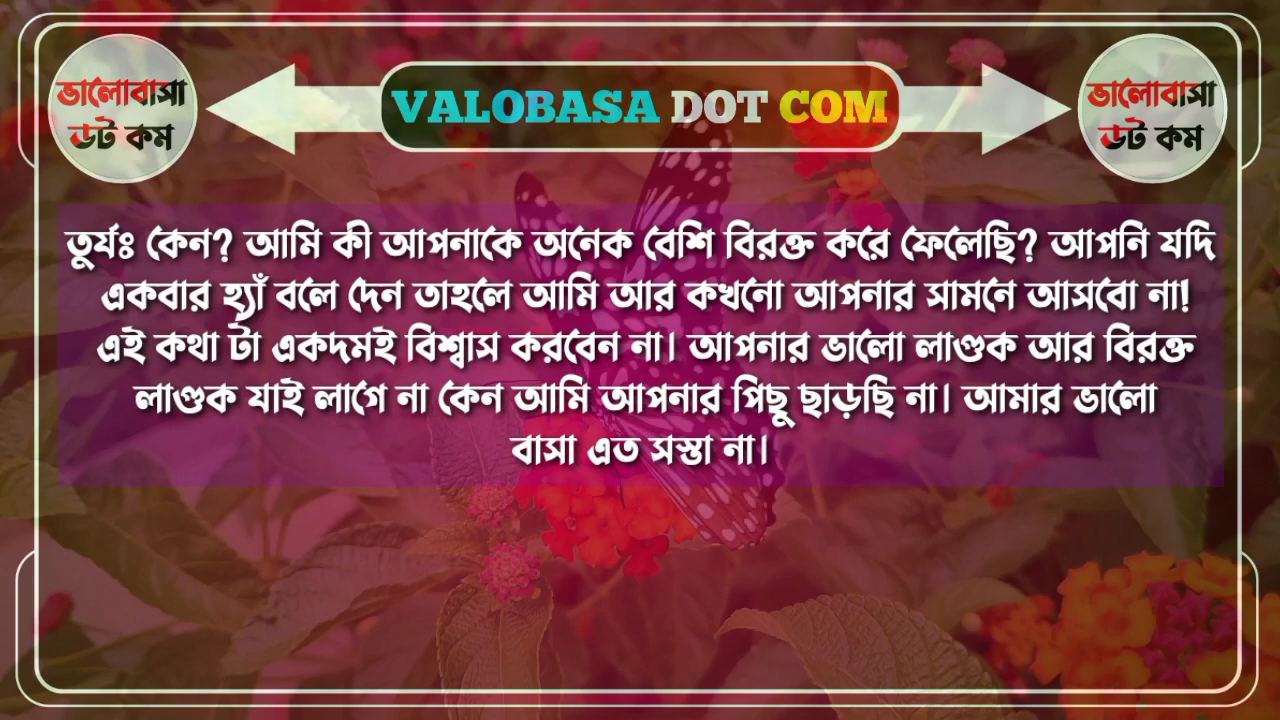 ভালোবাসা
ডট কম
VALOBASA DOT COM
ভালোবাসা
ডট কম
তুর্যঃ কেন? আমি কী আপনাকে অনেক বেশি বিরক্ত করে ফেলেছি? আপনি যদি
একবার হ্যাঁ বলে দেন তাহলে আমি আর কখনো আপনার সামনে আসবো না!
এই কথা টা একদমই বিশ্বাস করবেন না। আপনার ভালো লাগুক আর বিরক্ত
লাগুক যাই লাগে না কেন আমি আপনার পিছু ছাড়ছি না। আমার ভালো
বাসা এত সস্তা না।